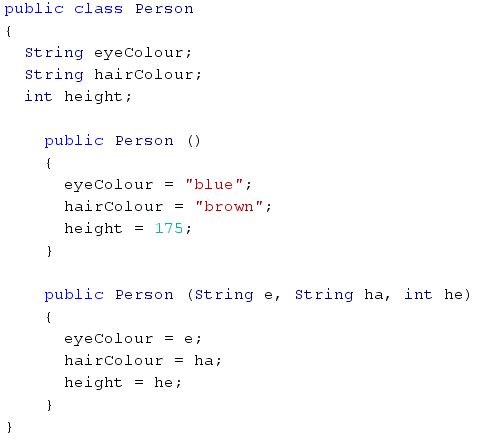 public class Person
{
  String eyeColour;
  String hairColour;
  int height;

    public Person ()
    {
      eyeColour = "blue";
      hairColour = "brown";
      height = 175;
    }

    public Person (String e, String ha, int he)
    {
      eyeColour = e;
      hairColour = ha;
      height = he;
    }
}